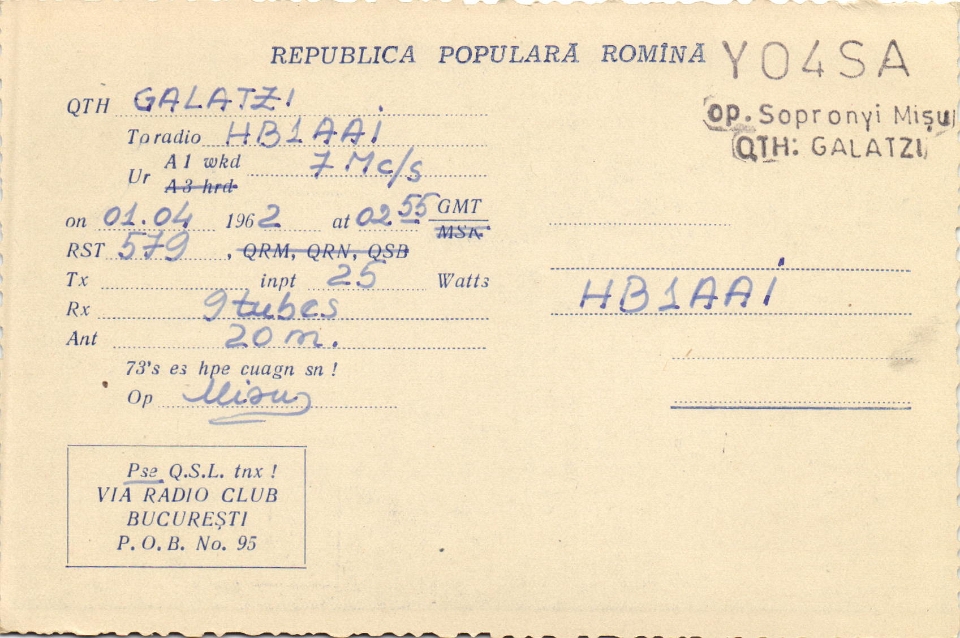 REPUBLICA POPULARĂ ROMÎNĂ
YO4SA
op. Sopronyi Mişu
QTH: GALATZI
QTH GALATZI
To radio HB1AAi
Ur A1 wkd 7 Mc/s
A3 hrd
on 01.04 1962 at 0255 GMT
MSK
RST 579, QRM, QRN, QSB
Tx inpt 25 Watts
Rx 9 tubes
Ant 20 m.
73's es hpe cuagn sn !
Op Mişu
HB1AAi
Pse Q.S.L. tnx !
VIA RADIO CLUB
BUCUREŞTI
P. O. B. No. 95